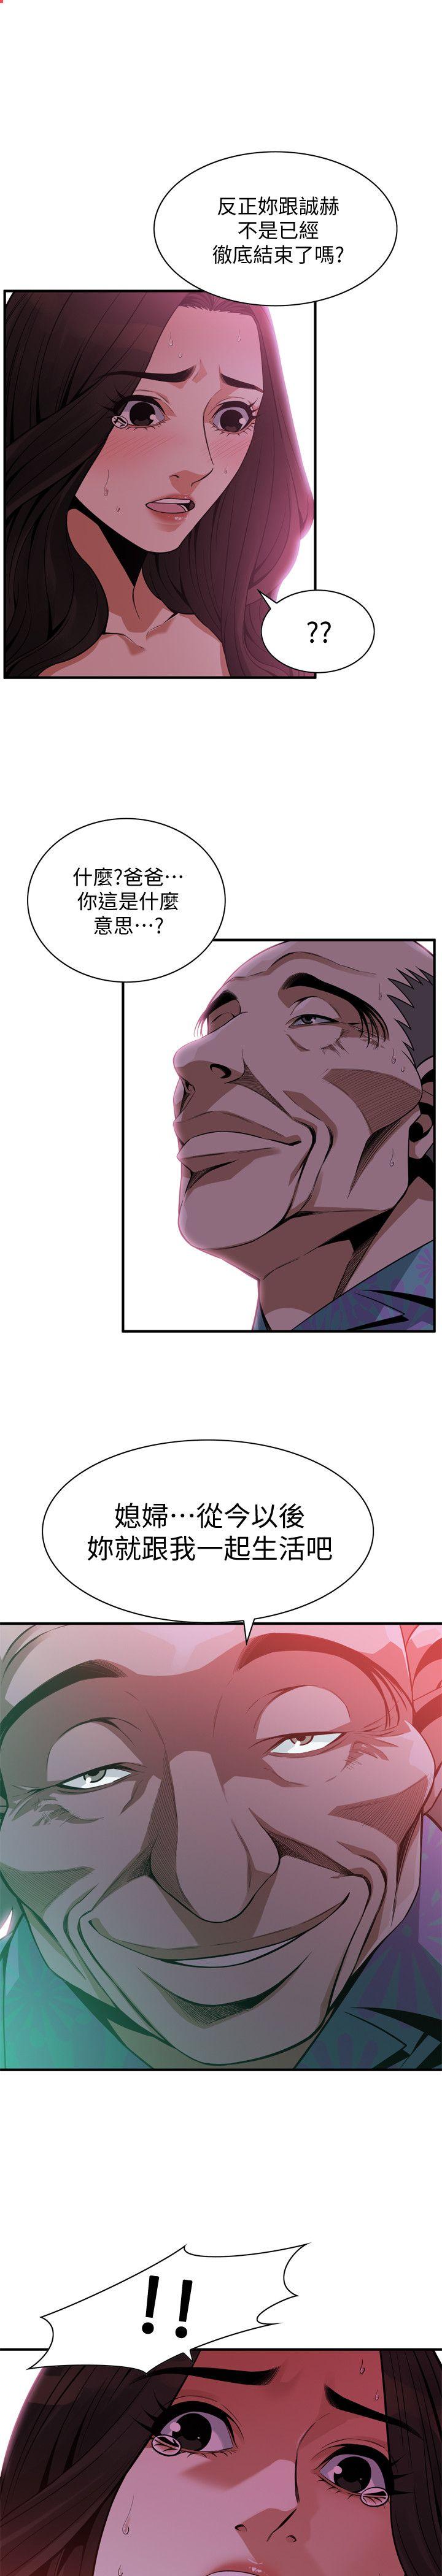 反正妳跟誠赫
不是已經
徹底結束了嗎?
??
什麼?爸爸⋯
你這是什麼
意思⋯?
媳婦⋯從今以後
妳就跟我一起生活吧
!!